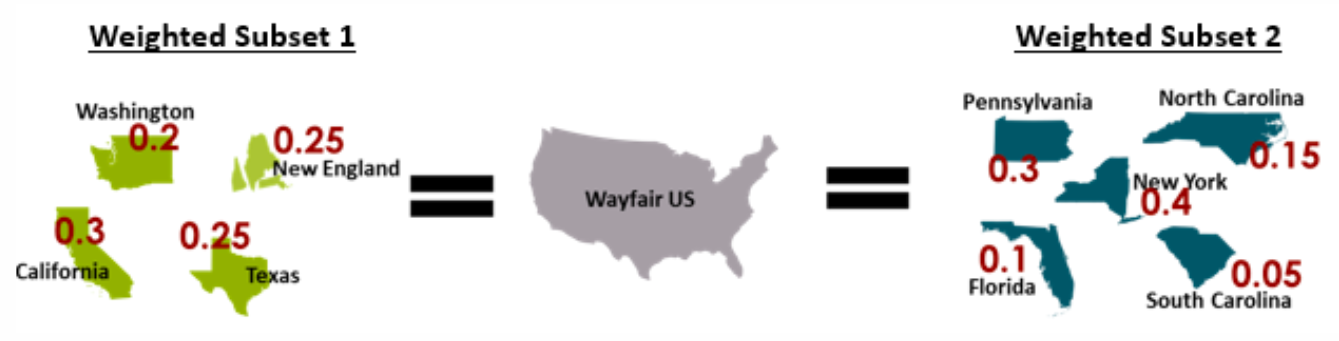 Weighted Subset 1
Washington
0.2
0.25
New England
0.3
California
0.25
Texas
Wayfair US
Weighted Subset 2
Pennsylvania
0.3
North Carolina
0.15
New York
0.4
0.1
Florida
0.05
South Carolina